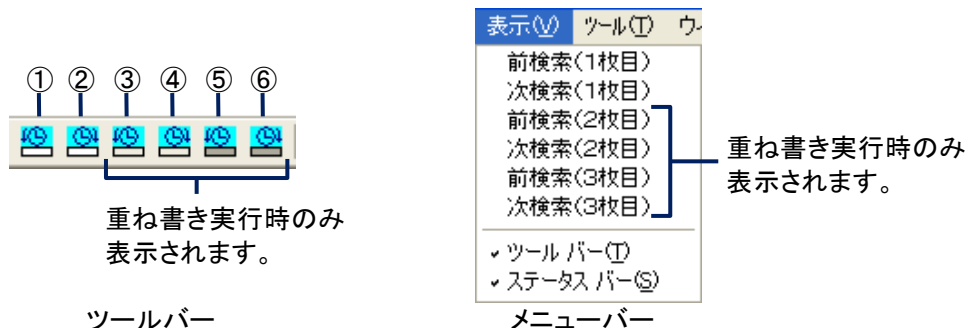 ① ② ③ ④ ⑤ ⑥
重ね書き実行時のみ
表示されます。
ツールバー
表示(V) ツール(T) ウ
前検索(1枚目)
次検索(1枚目)
前検索(2枚目)
次検索(2枚目)
前検索(3枚目)
次検索(3枚目)
ツール バー(T)
ステータス バー(S)
重ね書き実行時のみ
表示されます。
メニューバー